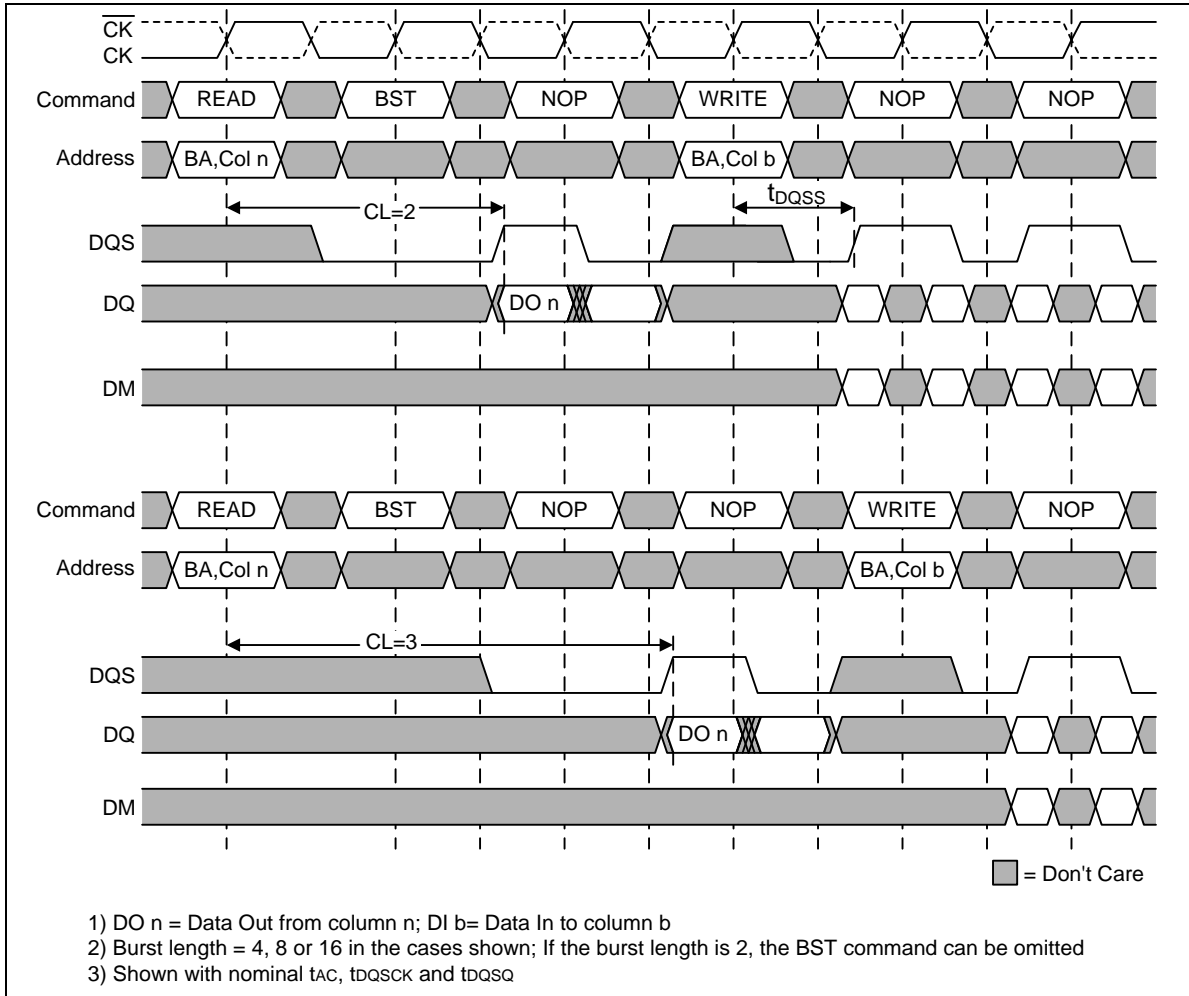 CK
CK
Command READ BST NOP WRITE NOP NOP
Address BA,Col n BA,Col b
CL=2 tDQSS
DQS
DQ DO n
DM
Command READ BST NOP NOP WRITE NOP
Address BA,Col n BA,Col b
CL=3
DQS
DQ DO n
DM
= Don't Care
1) DO n = Data Out from column n; DI b= Data In to column b
2) Burst length = 4, 8 or 16 in the cases shown; If the burst length is 2, the BST command can be omitted
3) Shown with nominal tAC, tDQSCK and tDQSQ